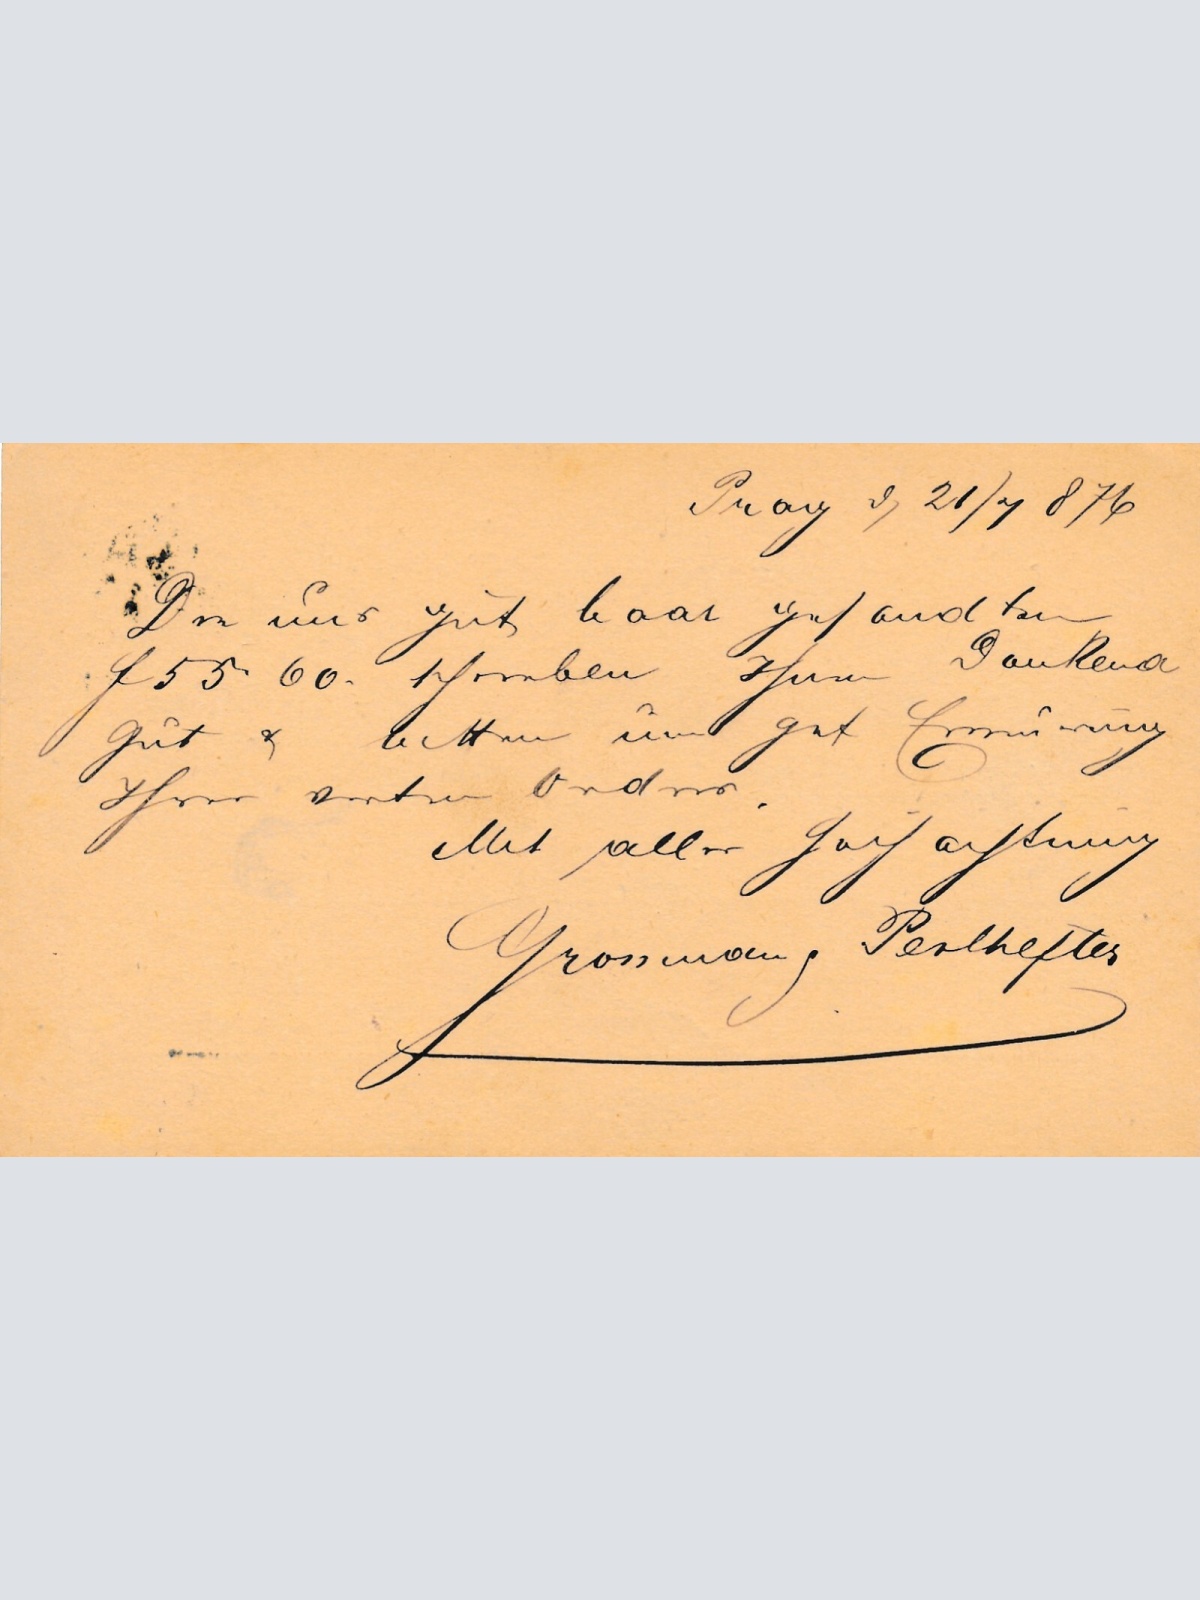 Prag d, 21/7 876
Die uns gut baar gesandten
f 55 60. schreiben Ihnen Dankend
gut & bitten um gef Erneuerung
Ihrer werten Ordres.
Mit aller Hochachtung
Grossmann & Perlhefter